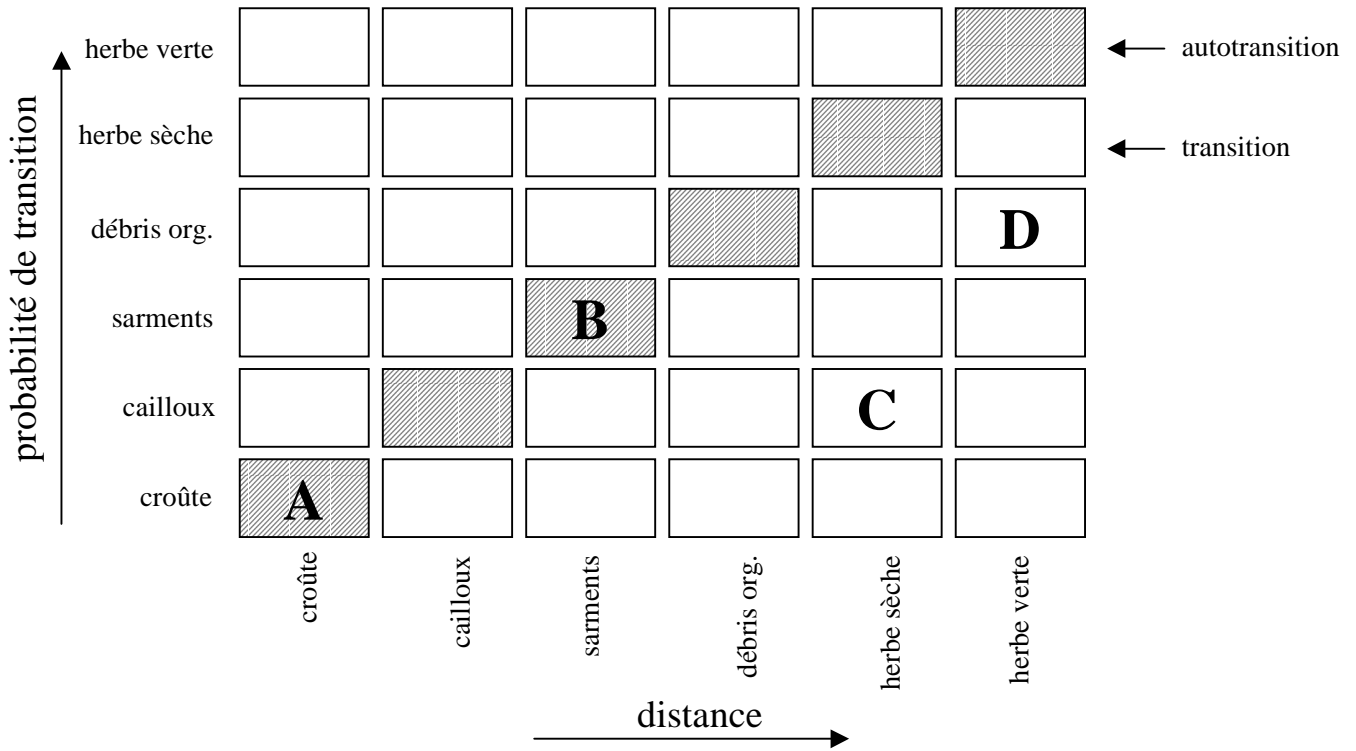 probabilité de transition
herbe verte
autotransition
herbe sèche
transition
débris org.
D
sarments
B
cailloux
C
croûte
A
croûte
cailloux
sarments
débris org.
herbe sèche
herbe verte
distance